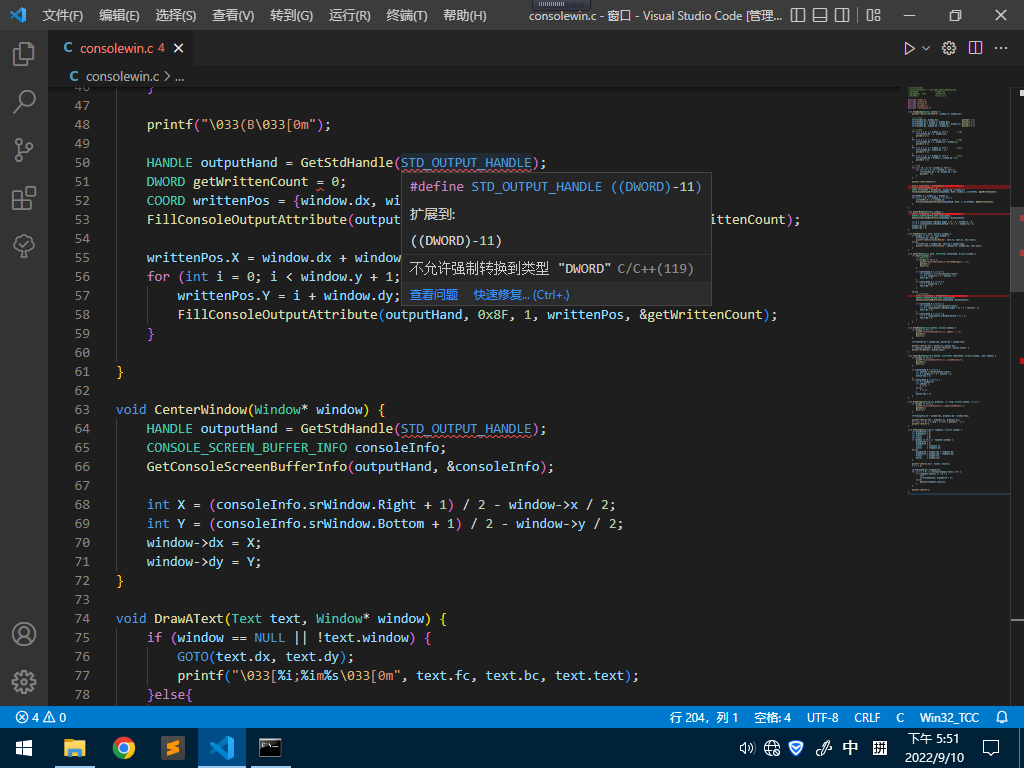 文件(F) 编辑(E) 选择(S) 查看(V) 转到(G) 运行(R) 终端(T) 帮助(H) consolewin.c - 窗口 - Visual Studio Code [管理...
C consolewin.c 4
C consolewin.c > ...
46 }
47
48 printf("\033(B\033[0m");
49
50 HANDLE outputHand = GetStdHandle(STD_OUTPUT_HANDLE);
51 DWORD getWrittenCount = 0;
52 COORD writtenPos = {window.dx, wi
53 FillConsoleOutputAttribute(output ittenCount);
54
55 writtenPos.X = window.dx + window
56 for (int i = 0; i < window.y + 1;
57 writtenPos.Y = i + window.dy;
58 FillConsoleOutputAttribute(outputHand, 0x8F, 1, writtenPos, &getWrittenCount);
59 }
60
61 }
62
63 void CenterWindow(Window* window) {
64 HANDLE outputHand = GetStdHandle(STD_OUTPUT_HANDLE);
65 CONSOLE_SCREEN_BUFFER_INFO consoleInfo;
66 GetConsoleScreenBufferInfo(outputHand, &consoleInfo);
67
68 int X = (consoleInfo.srWindow.Right + 1) / 2 - window->x / 2;
69 int Y = (consoleInfo.srWindow.Bottom + 1) / 2 - window->y / 2;
70 window->dx = X;
71 window->dy = Y;
72 }
73
74 void DrawAText(Text text, Window* window) {
75 if (window == NULL || !text.window) {
76 GOTO(text.dx, text.dy);
77 printf("\033[%i;%im%s\033[0m", text.fc, text.bc, text.text);
78 }else{
#define STD_OUTPUT_HANDLE ((DWORD)-11)
扩展到:
((DWORD)-11)
不允许强制转换到类型 "DWORD" C/C++(119)
查看问题 快速修复... (Ctrl+.)
4 0 行 204，列 1 空格: 4 UTF-8 CRLF C Win32_TCC
中 拼 下午 5:51
2022/9/10